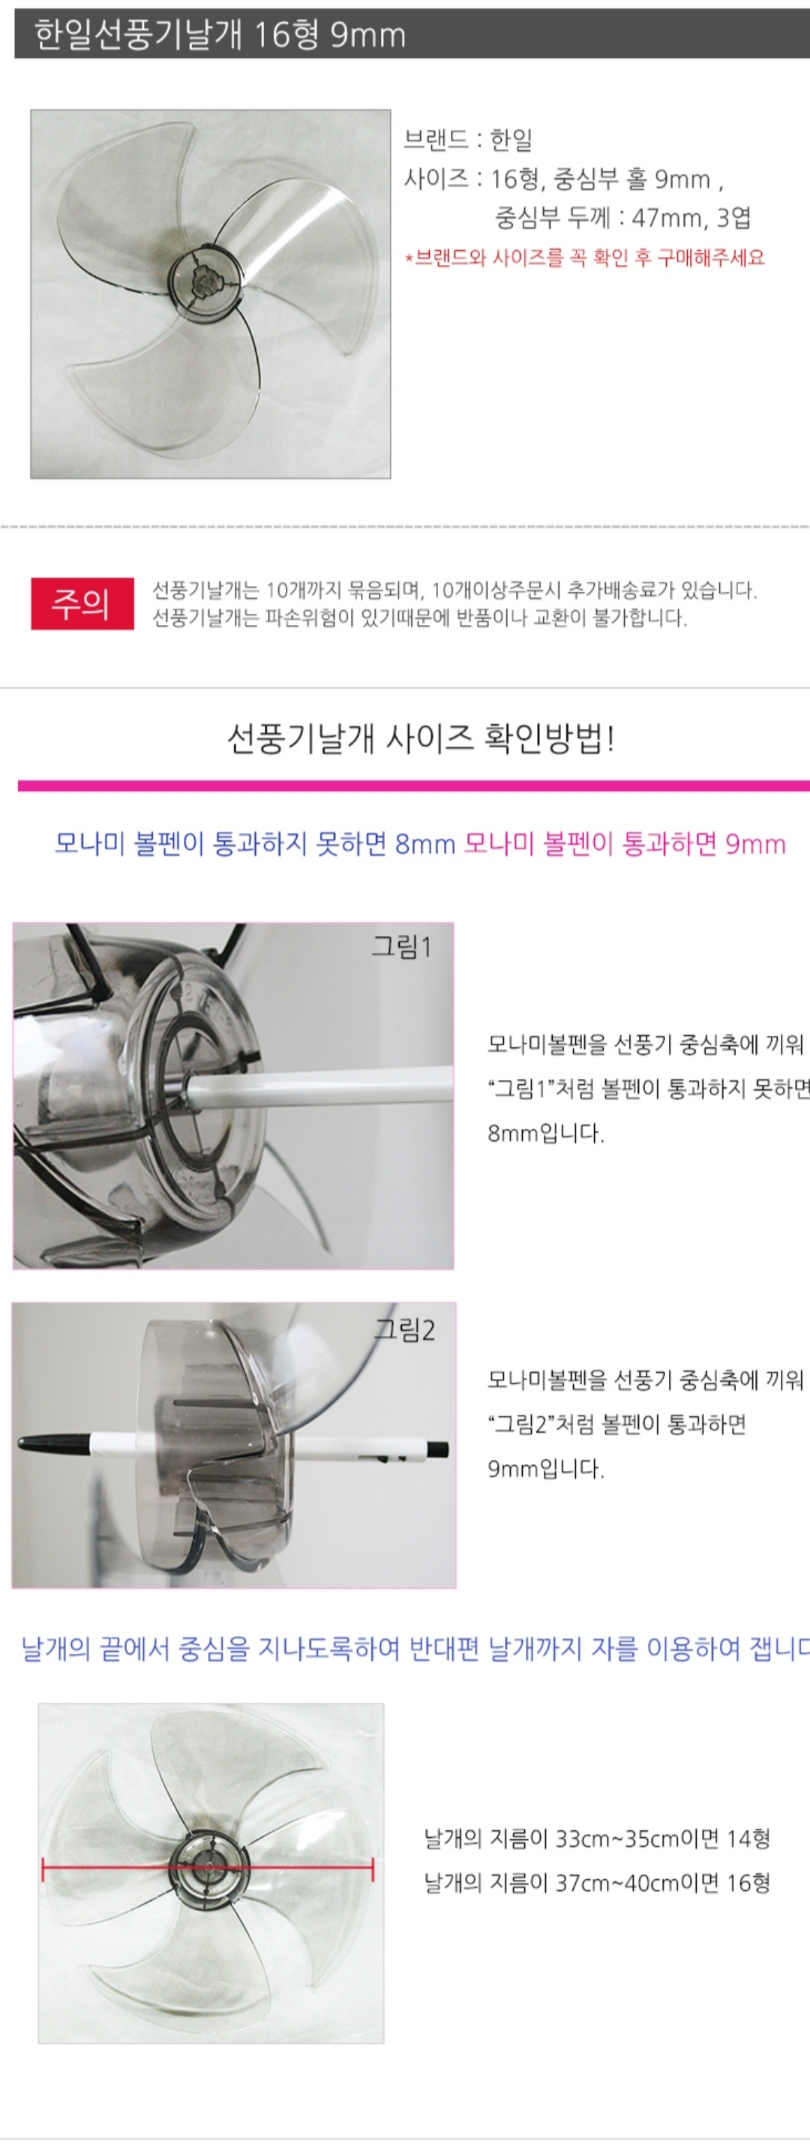 한일선풍기날개 16형 9mm
브랜드 : 한일
사이즈 : 16형, 중심부 홀 9mm ,
중심부 두께 : 47mm, 3엽
*브랜드와 사이즈를 꼭 확인 후 구매해주세요
주의
선풍기날개는 10개까지 묶음되며, 10개이상주문시 추가배송료가 있습니다.
선풍기날개는 파손위험이 있기때문에 반품이나 교환이 불가합니다.
선풍기날개 사이즈 확인방법!
모나미 볼펜이 통과하지 못하면 8mm 모나미 볼펜이 통과하면 9mm
그림1
모나미볼펜을 선풍기 중심축에 끼워
“그림1”처럼 볼펜이 통과하지 못하면
8mm입니다.
그림2
모나미볼펜을 선풍기 중심축에 끼워
“그림2”처럼 볼펜이 통과하면
9mm입니다.
날개의 끝에서 중심을 지나도록하여 반대편 날개까지 자를 이용하여 잽니다
날개의 지름이 33cm~35cm이면 14형
날개의 지름이 37cm~40cm이면 16형